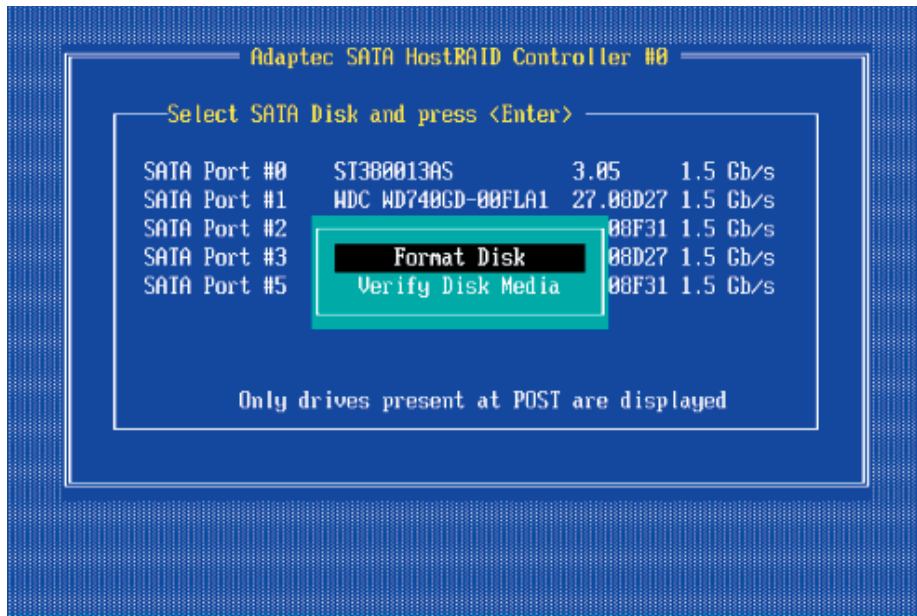 Adaptec SATA HostRAID Controller #0
Select SATA Disk and press <Enter>
SATA Port #0 ST380013AS 3.05 1.5 Gb/s
SATA Port #1 WDC WD740GD-00FLA1 27.08D27 1.5 Gb/s
SATA Port #2 08F31 1.5 Gb/s
SATA Port #3 08D27 1.5 Gb/s
SATA Port #5 08F31 1.5 Gb/s
Format Disk
Verify Disk Media
Only drives present at POST are displayed